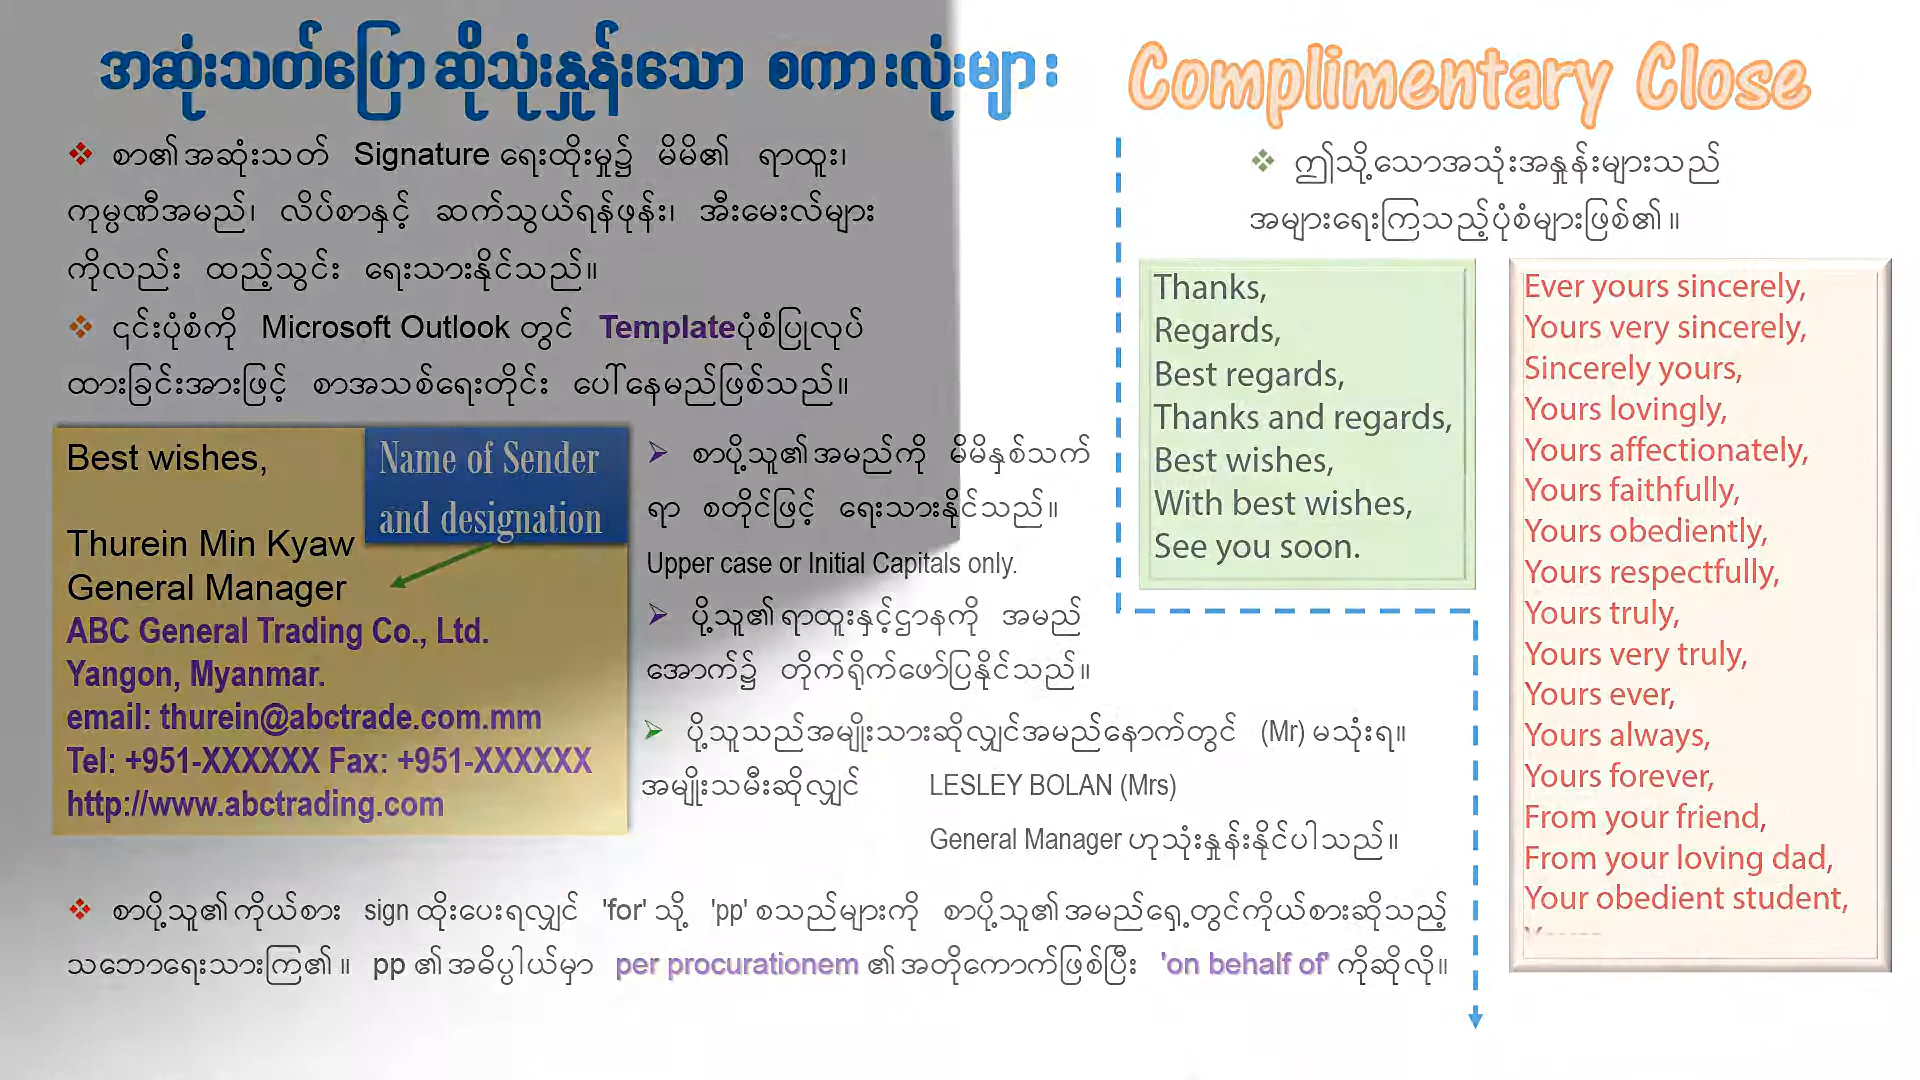 အဆုံးသတ်ပြောဆိုသုံးနှုန်းသော စကားလုံးများ
Complimentary Close
❖ စာ၏အဆုံးသတ် Signature ရေးထိုးမှု၌ မိမိ၏ ရာထူး၊
ကုမ္ပဏီအမည်၊ လိပ်စာနှင့် ဆက်သွယ်ရန်ဖုန်း၊ အီးမေးလ်များ
ကိုလည်း ထည့်သွင်း ရေးသားနိုင်သည်။
❖ ၎င်းပုံစံကို Microsoft Outlook တွင် Templateပုံစံပြုလုပ်
ထားခြင်းအားဖြင့် စာအသစ်ရေးတိုင်း ပေါ်နေမည်ဖြစ်သည်။
Best wishes,
Thurein Min Kyaw
General Manager
ABC General Trading Co., Ltd.
Yangon, Myanmar.
email: thurein@abctrade.com.mm
Tel: +951-XXXXXX Fax: +951-XXXXXX
http://www.abctrading.com
Name of Sender
and designation
➢ စာပို့သူ၏အမည်ကို မိမိနှစ်သက်
ရာ စတိုင်ဖြင့် ရေးသားနိုင်သည်။
Upper case or Initial Capitals only.
➢ ပို့သူ၏ရာထူးနှင့်ဌာနကို အမည်
အောက်၌ တိုက်ရိုက်ဖော်ပြနိုင်သည်။
➢ ပို့သူသည်အမျိုးသားဆိုလျှင်အမည်နောက်တွင် (Mr) မသုံးရ။
အမျိုးသမီးဆိုလျှင် LESLEY BOLAN (Mrs)
General Manager ဟုသုံးနှုန်းနိုင်ပါသည်။
❖ စာပို့သူ၏ကိုယ်စား sign ထိုးပေးရလျှင် 'for' သို့ 'pp' စသည်များကို စာပို့သူ၏အမည်ရှေ့တွင်ကိုယ်စားဆိုသည့်
သဘောရေးသားကြ၏။ pp ၏အဓိပ္ပါယ်မှာ per procurationem ၏အတိုကောက်ဖြစ်ပြီး 'on behalf of' ကိုဆိုလို။
❖ ဤသို့သောအသုံးအနှုန်းများသည်
အများရေးကြသည့်ပုံစံများဖြစ်၏။
Thanks,
Regards,
Best regards,
Thanks and regards,
Best wishes,
With best wishes,
See you soon.
Ever yours sincerely,
Yours very sincerely,
Sincerely yours,
Yours lovingly,
Yours affectionately,
Yours faithfully,
Yours obediently,
Yours respectfully,
Yours truly,
Yours very truly,
Yours ever,
Yours always,
Yours forever,
From your friend,
From your loving dad,
Your obedient student,